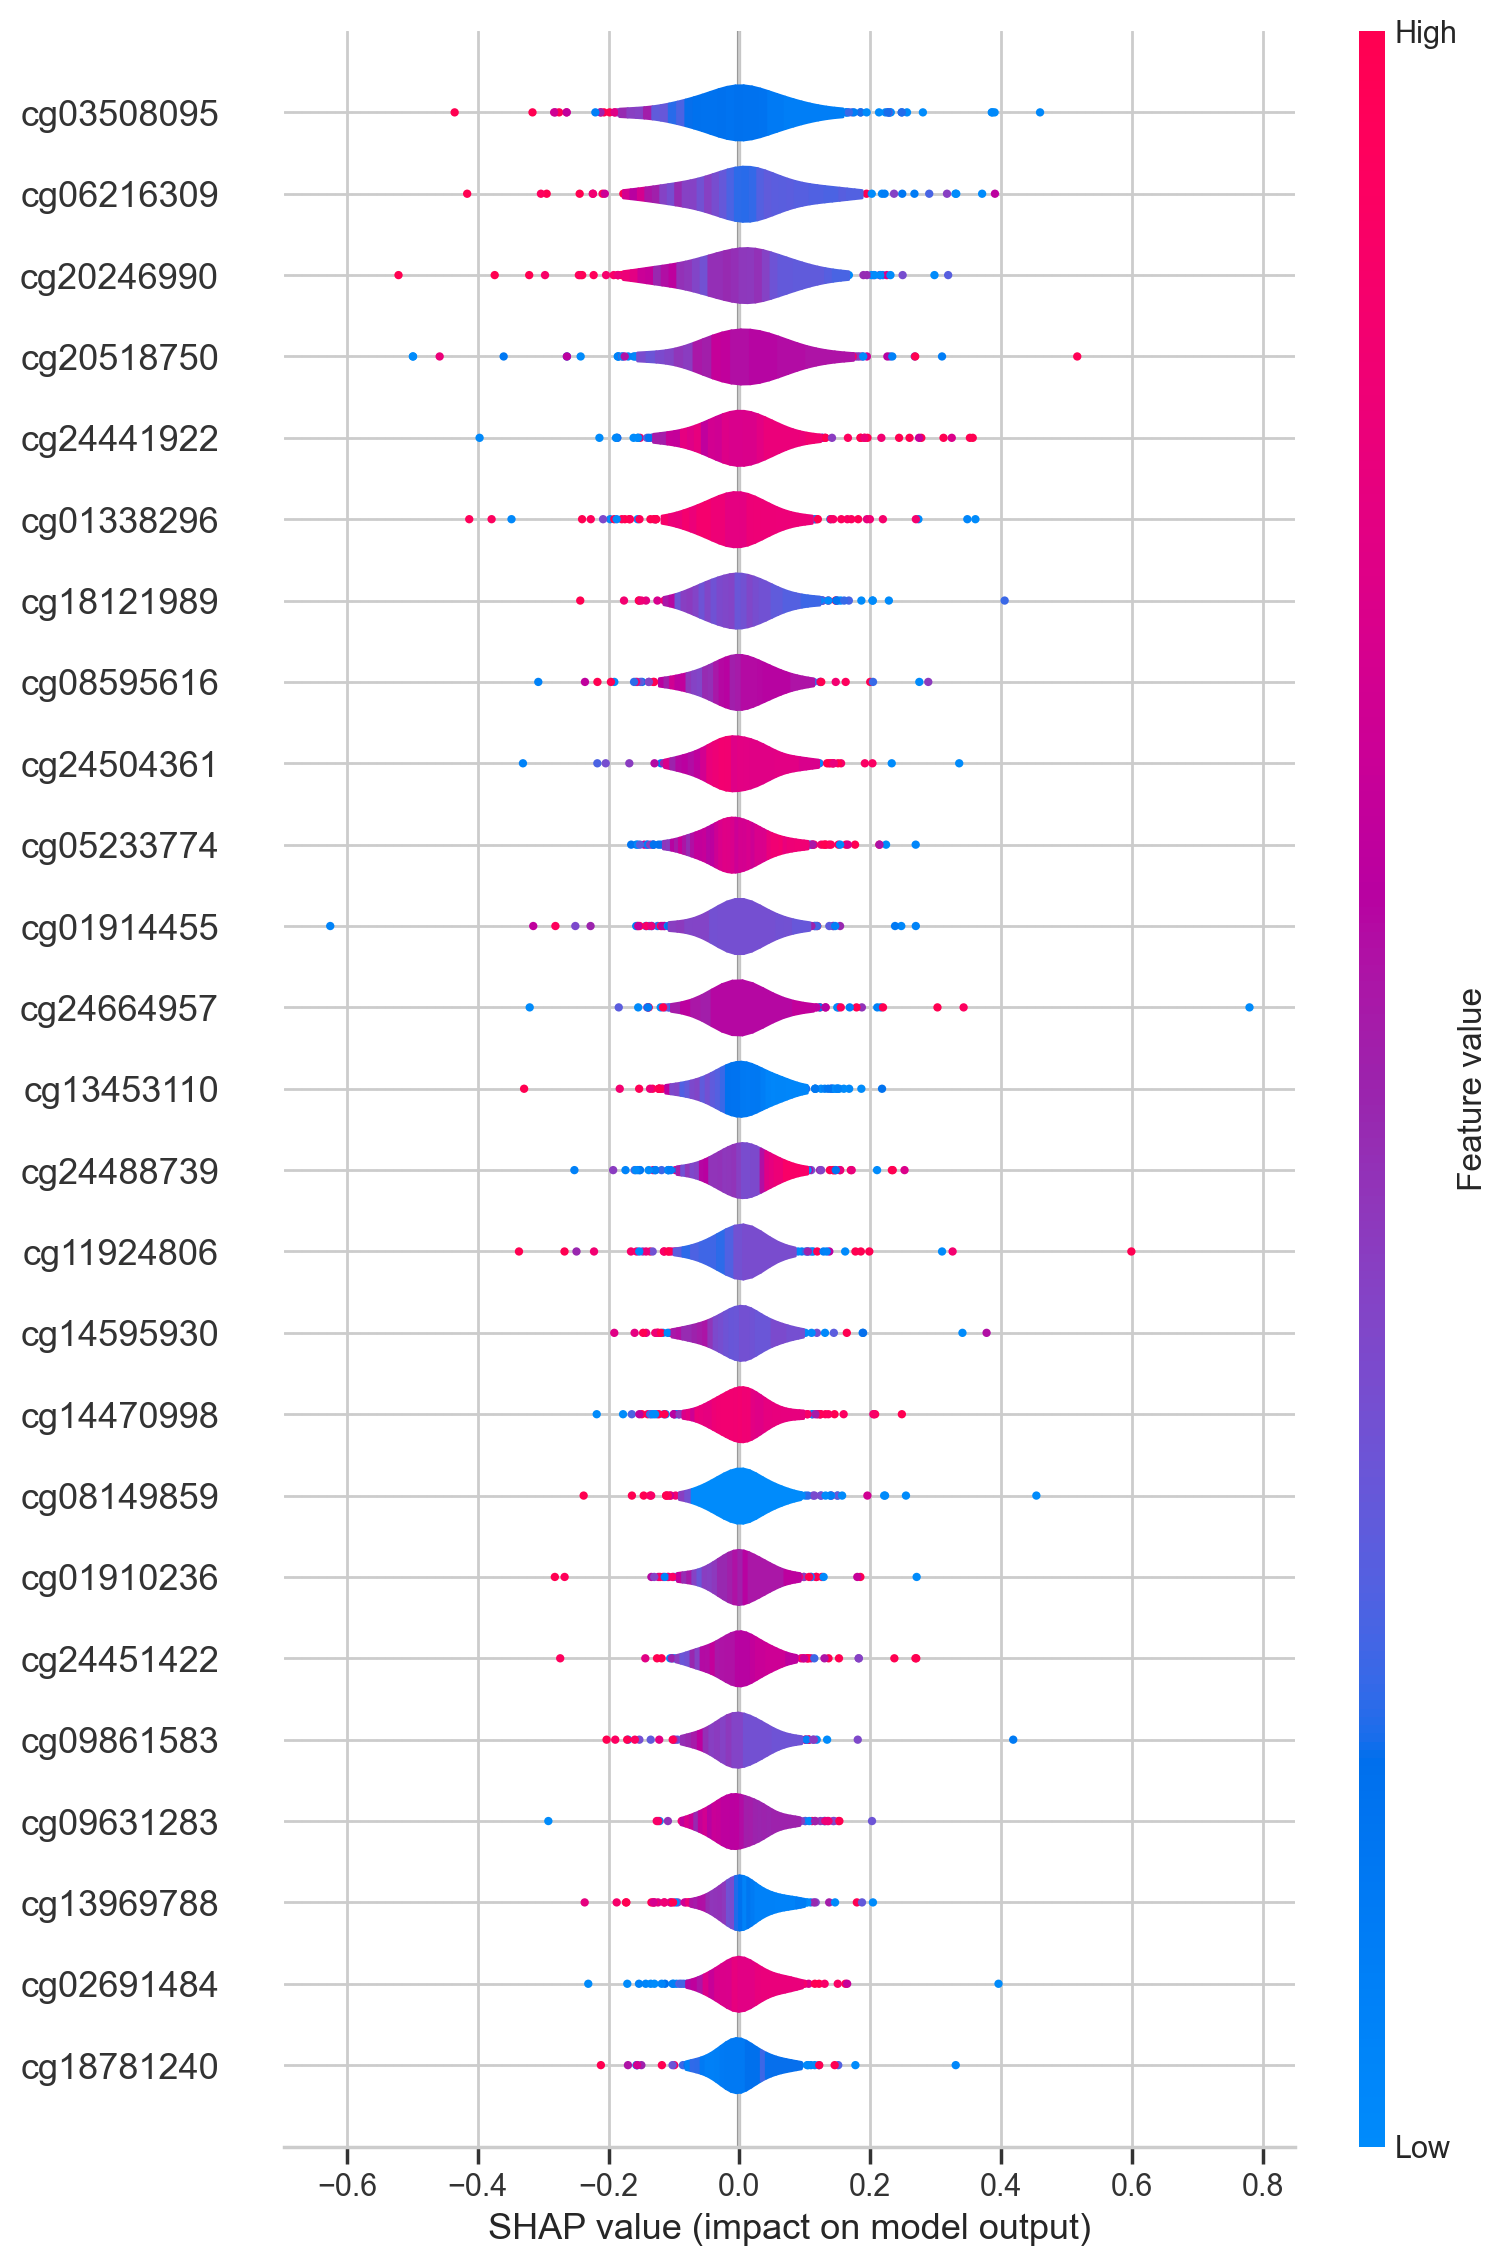 High
cg03508095
cg06216309
cg20246990
cg20518750
cg24441922
cg01338296
cg18121989
cg08595616
cg24504361
cg05233774
cg01914455
cg24664957
cg13453110
cg24488739
cg11924806
cg14595930
cg14470998
cg08149859
cg01910236
cg24451422
cg09861583
cg09631283
cg13969788
cg02691484
cg18781240
Feature value
Low
−0.6 −0.4 −0.2 0.0 0.2 0.4 0.6 0.8
SHAP value (impact on model output)